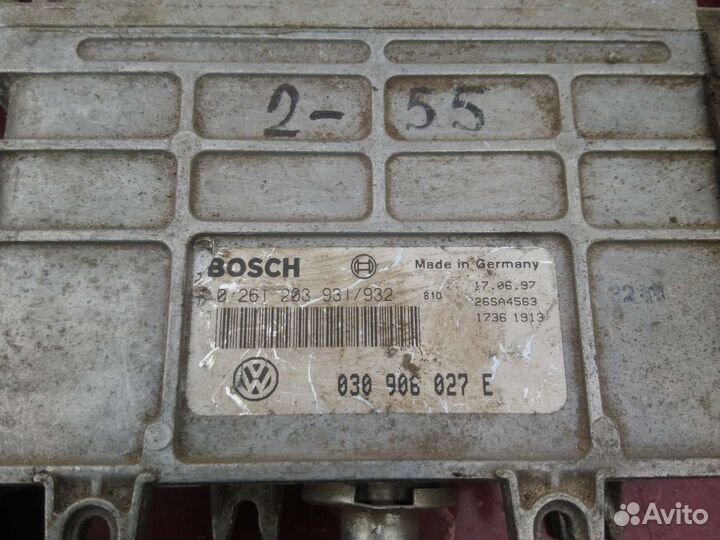 2- 55
BOSCH Made in Germany
0 261 203 931/932 810 17.06.97
26SA4563
1736 1913
030 906 027 E
Avito